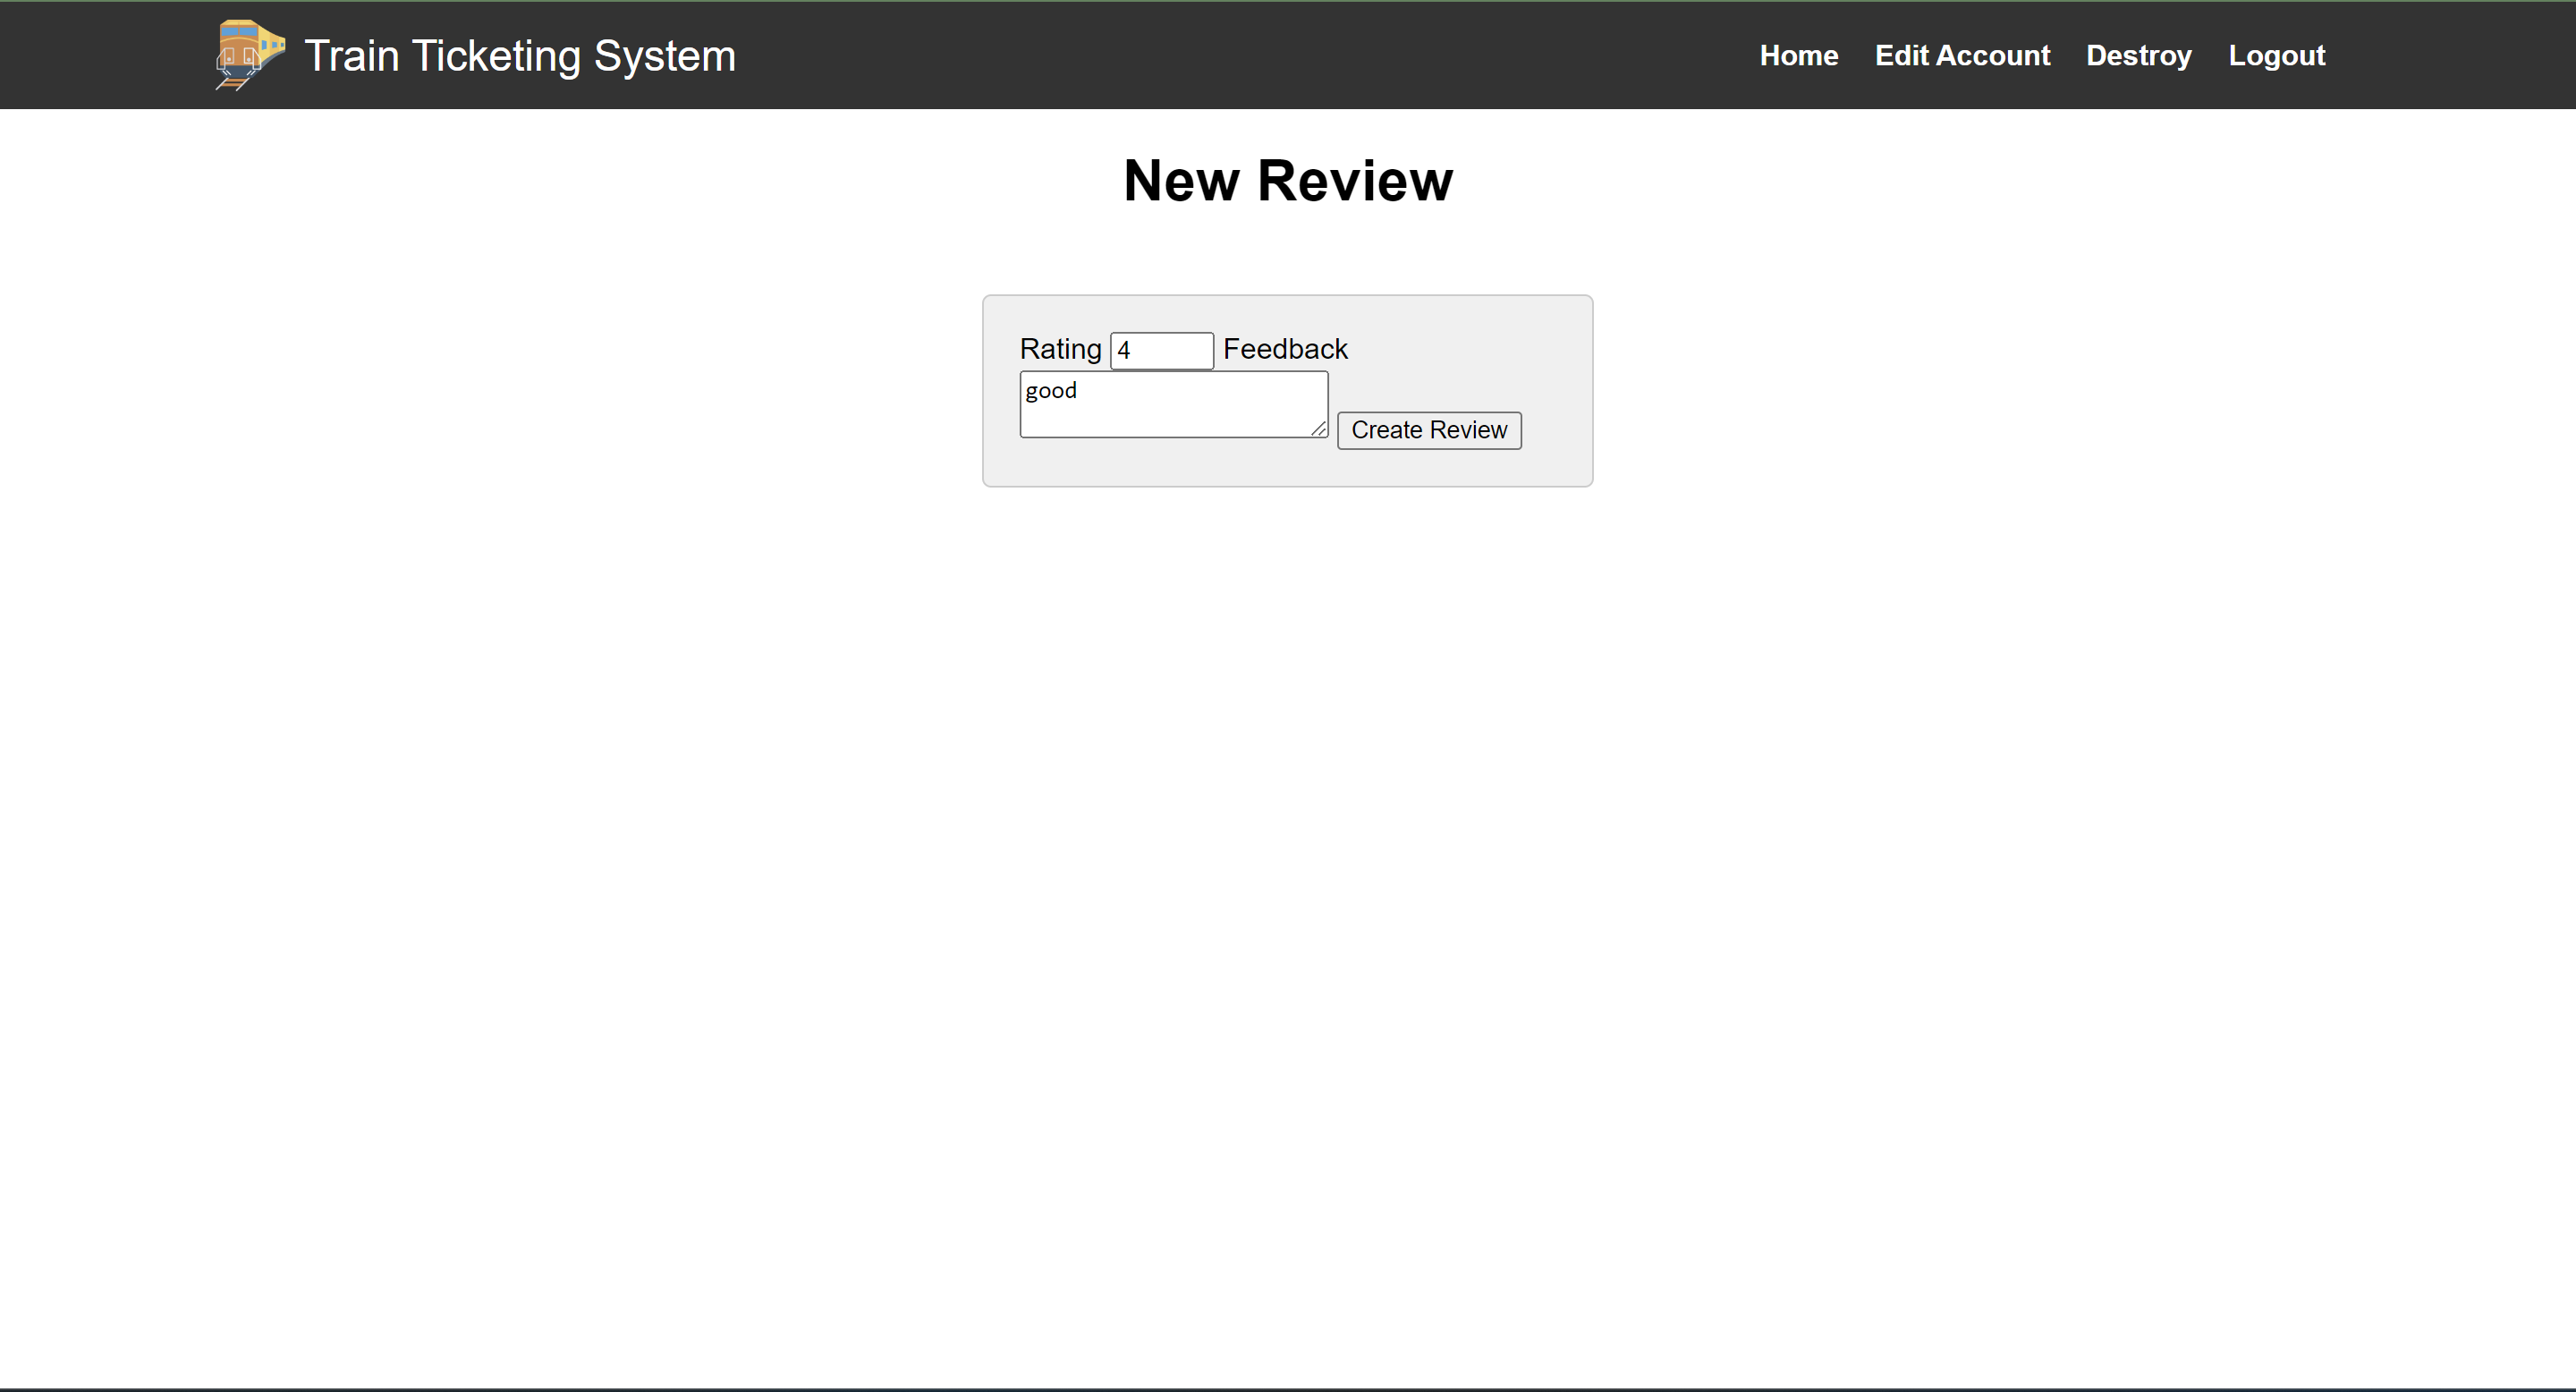 Train Ticketing System
Home Edit Account Destroy Logout
New Review
Rating 4 Feedback
good
Create Review